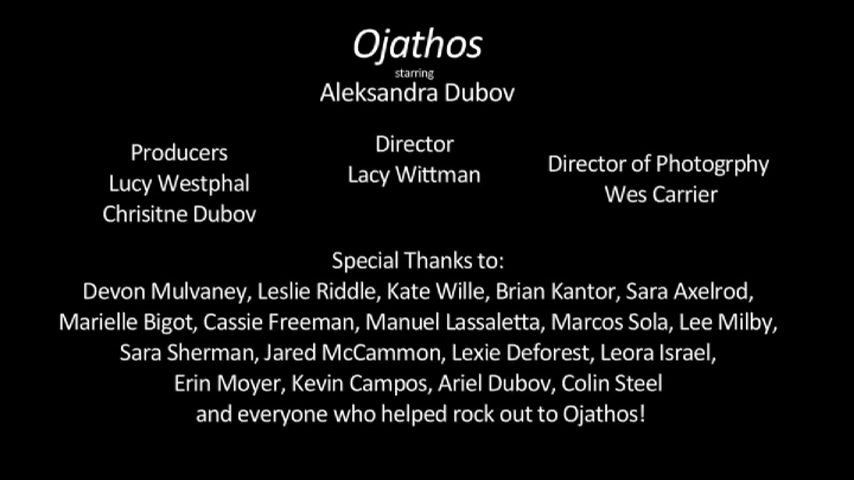 Ojathos
starring
Aleksandra Dubov
Producers
Lucy Westphal
Chrisitne Dubov
Director
Lacy Wittman
Director of Photogrphy
Wes Carrier
Special Thanks to:
Devon Mulvaney, Leslie Riddle, Kate Wille, Brian Kantor, Sara Axelrod,
Marielle Bigot, Cassie Freeman, Manuel Lassaletta, Marcos Sola, Lee Milby,
Sara Sherman, Jared McCammon, Lexie Deforest, Leora Israel,
Erin Moyer, Kevin Campos, Ariel Dubov, Colin Steel
and everyone who helped rock out to Ojathos!